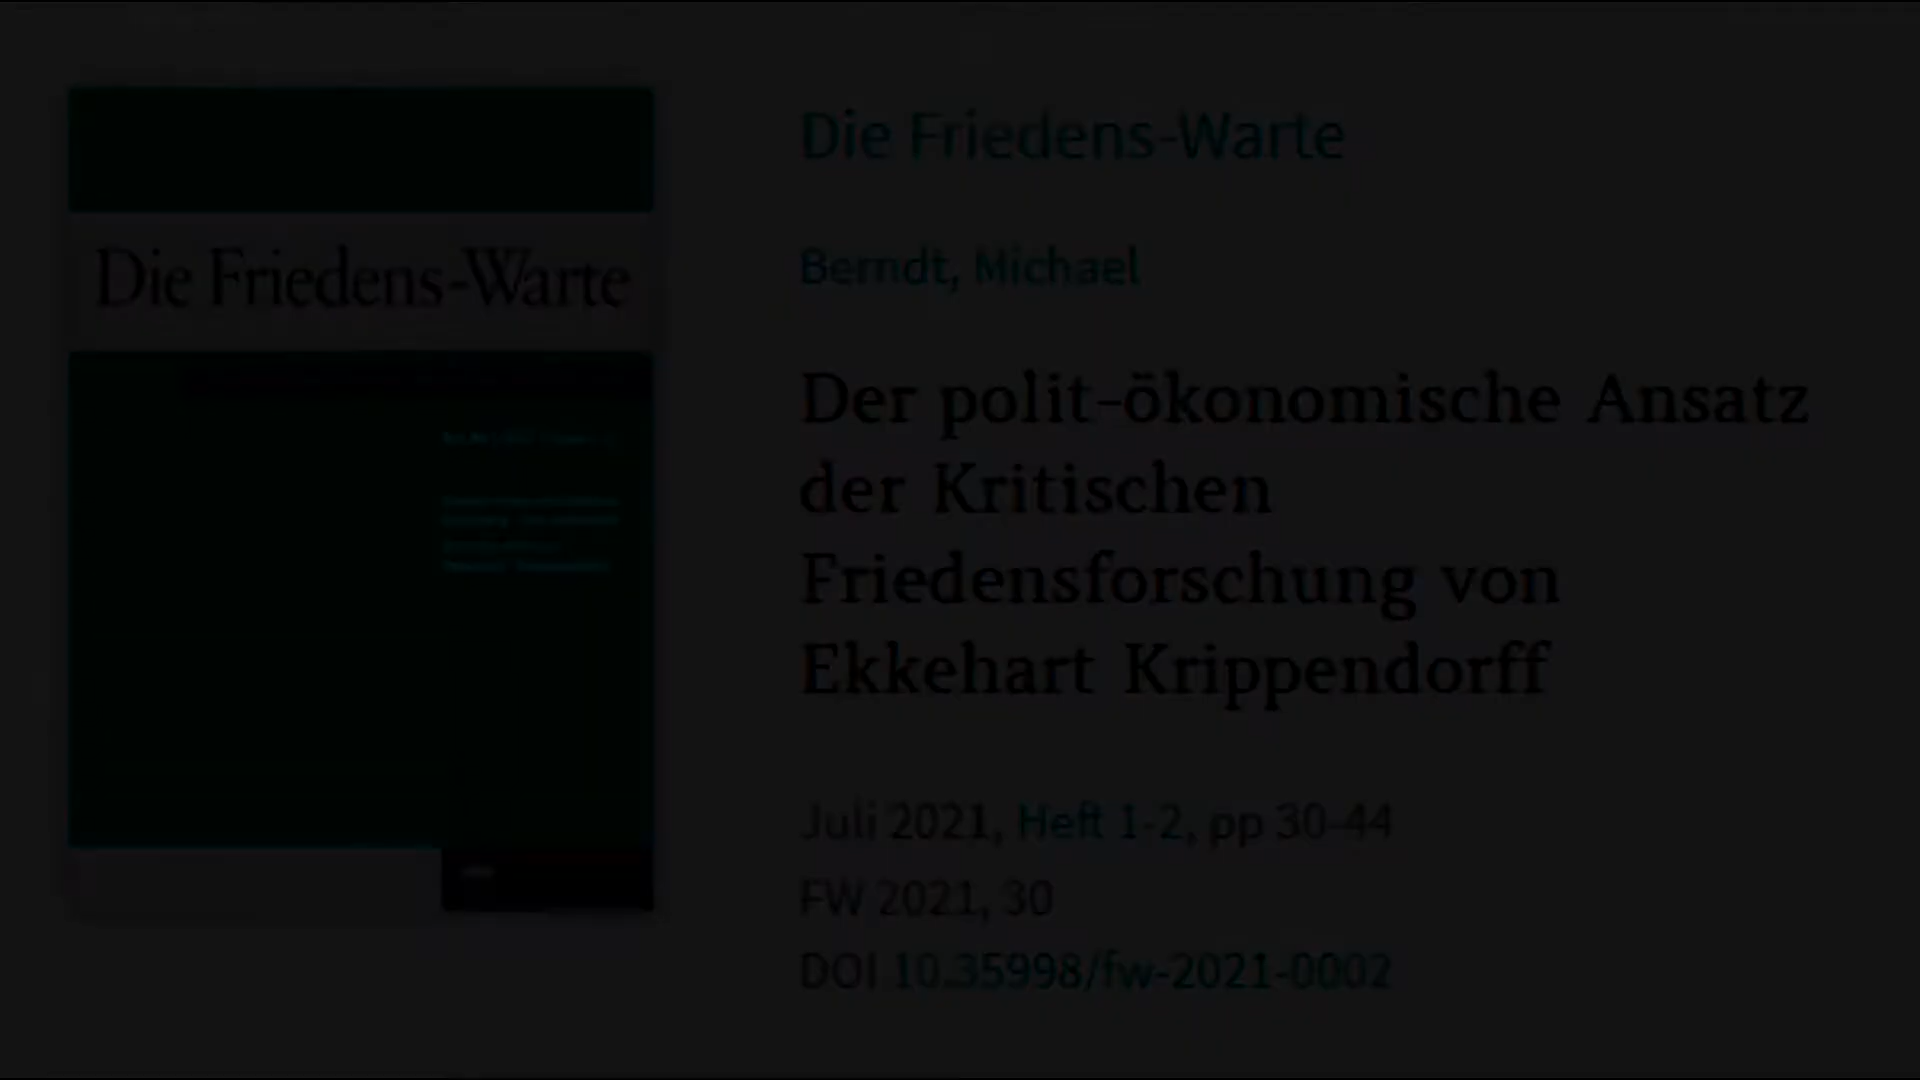 Die Friedens-Warte
Die Friedens-Warte
Berndt, Michael
Der polit-ökonomische Ansatz
der Kritischen
Friedensforschung von
Ekkehart Krippendorff
Juli 2021, Heft 1-2, pp 30-44
FW 2021, 30
DOI 10.35998/fw-2021-0002